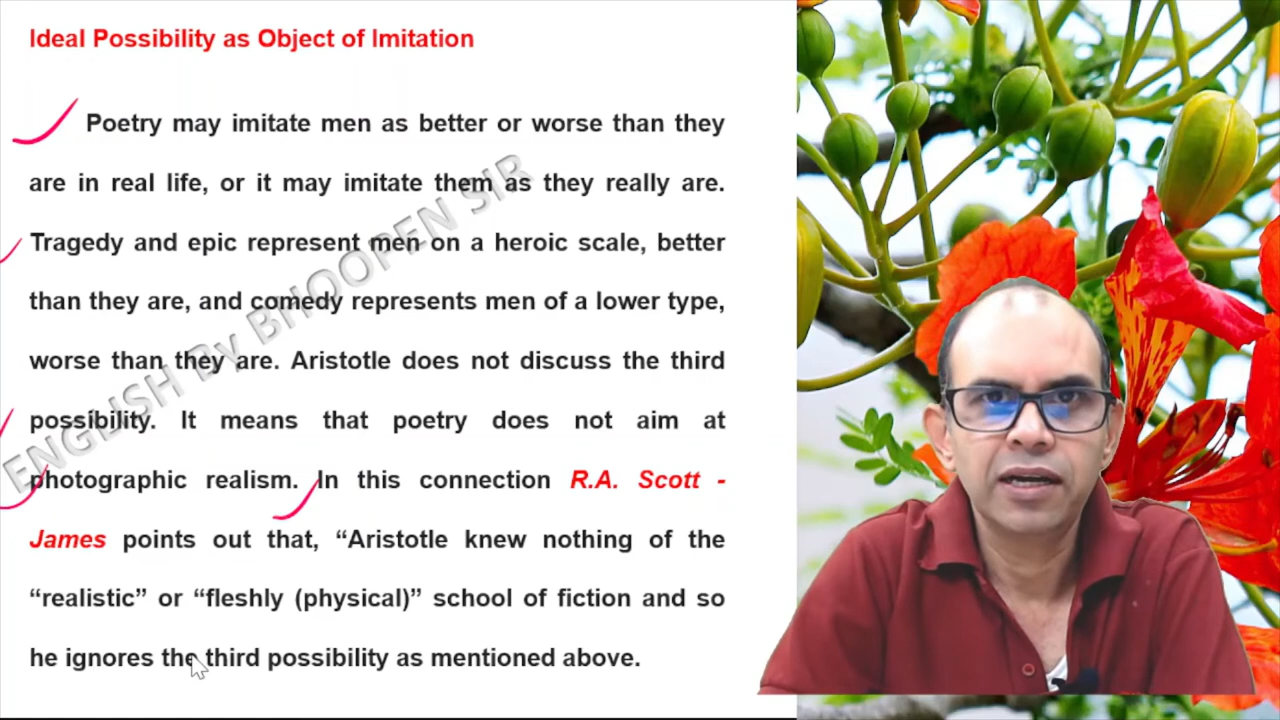 Ideal Possibility as Object of Imitation
Poetry may imitate men as better or worse than they
are in real life, or it may imitate them as they really are.
Tragedy and epic represent men on a heroic scale, better
than they are, and comedy represents men of a lower type,
worse than they are. Aristotle does not discuss the third
possibility. It means that poetry does not aim at
photographic realism. In this connection R.A. Scott -
James points out that, “Aristotle knew nothing of the
“realistic” or “fleshly (physical)” school of fiction and so
he ignores the third possibility as mentioned above.
ENGLISH By BHOOPEN SIR